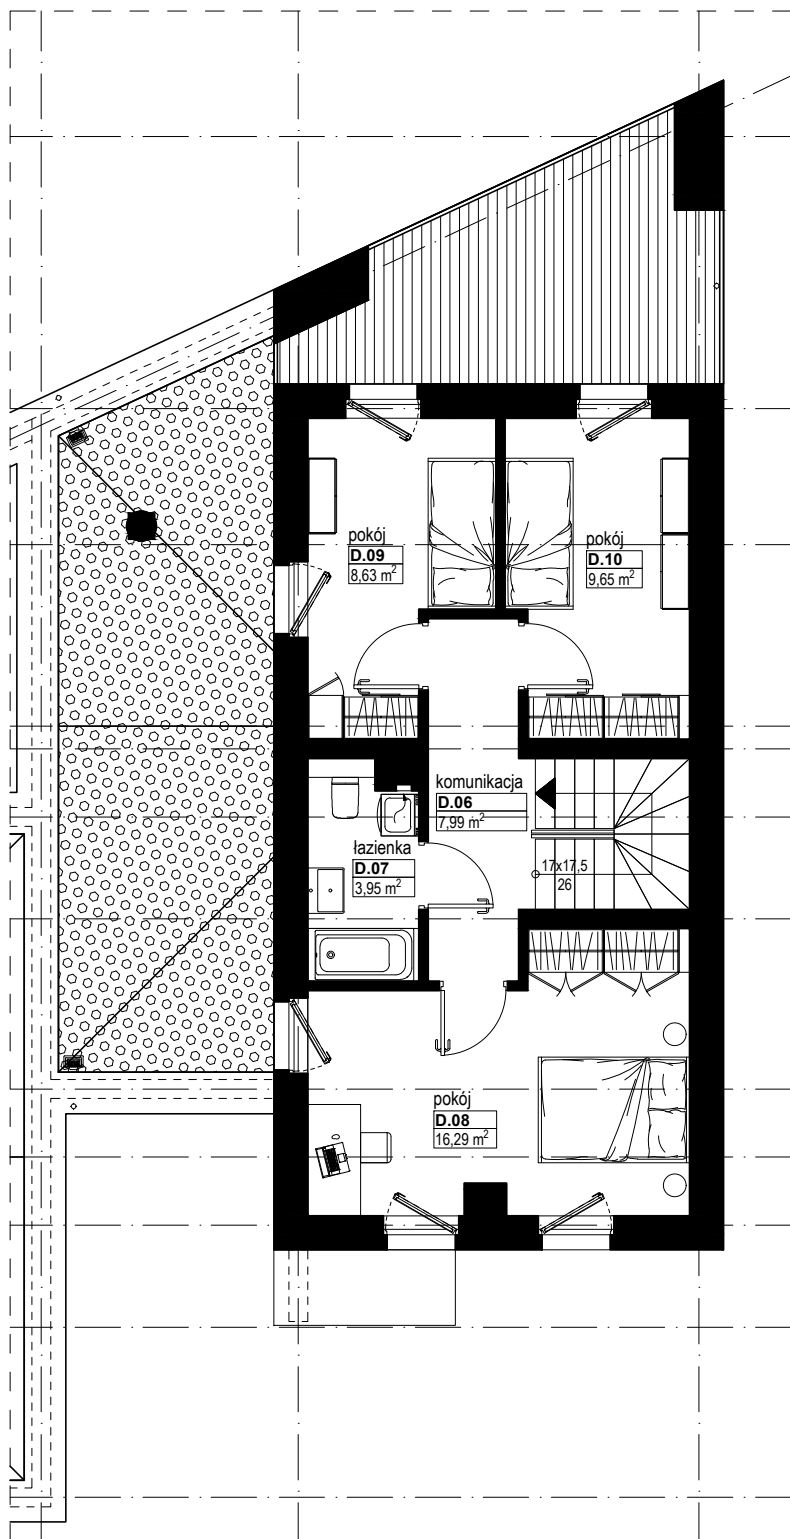 pokój
D.09
8,63 m²
pokój
D.10
9,65 m²
komunikacja
D.06
7,99 m²
łazienka
D.07
3,95 m²
17x17,5
26
pokój
D.08
16,29 m²